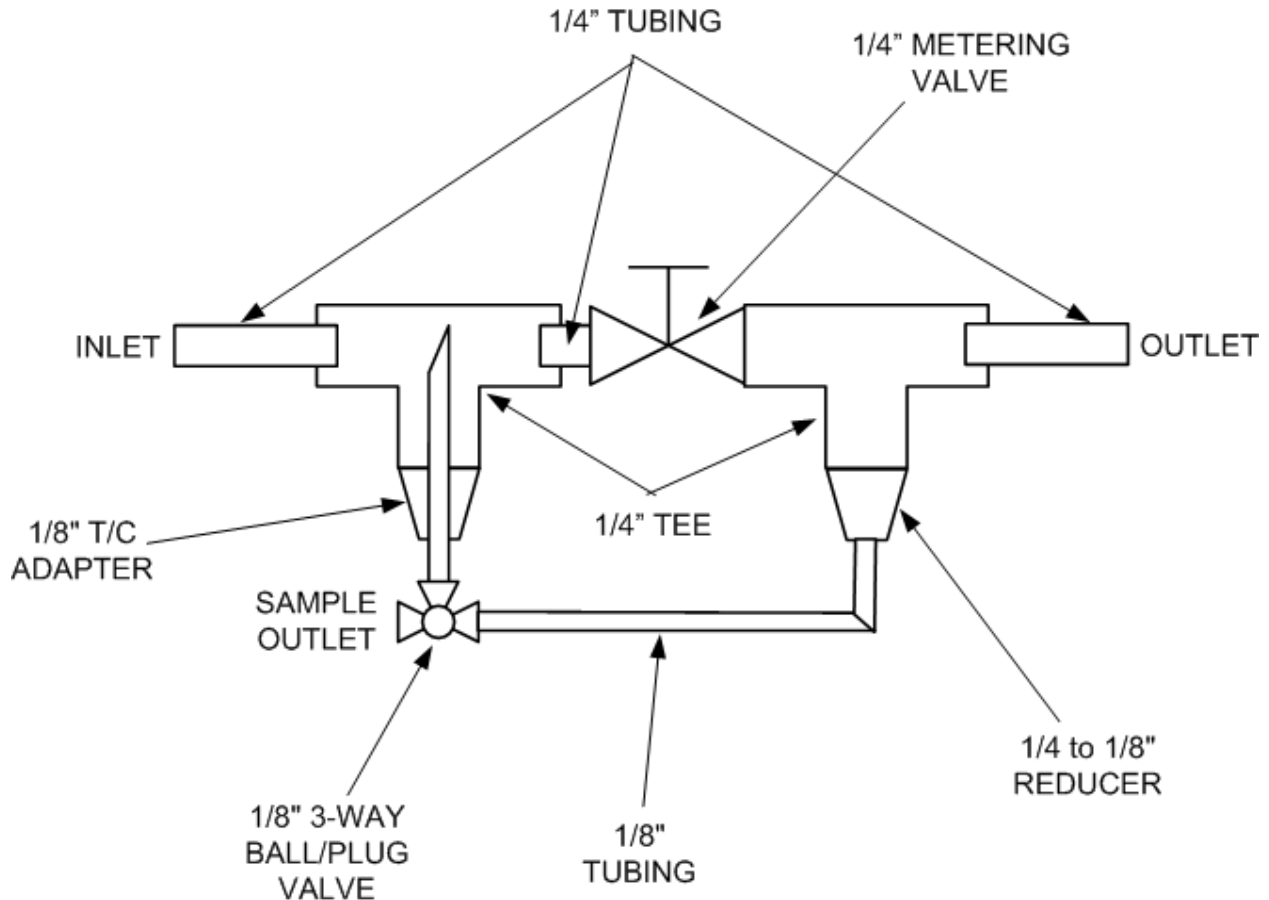 1/4” TUBING
1/4” METERING
VALVE
INLET
OUTLET
1/8" T/C
ADAPTER
1/4” TEE
SAMPLE
OUTLET
1/4 to 1/8"
REDUCER
1/8" 3-WAY
BALL/PLUG
VALVE
1/8"
TUBING